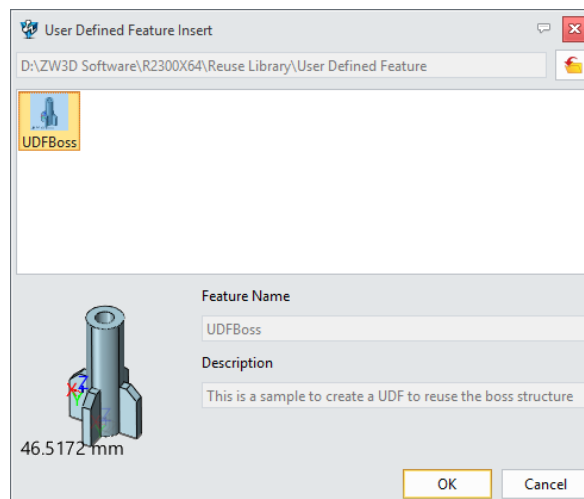 User Defined Feature Insert
D:\ZW3D Software\R2300X64\Reuse Library\User Defined Feature
UDFBoss
Feature Name
UDFBoss
Description
This is a sample to create a UDF to reuse the boss structure
X Z Y
X Z Y
46.5172 mm
OK Cancel